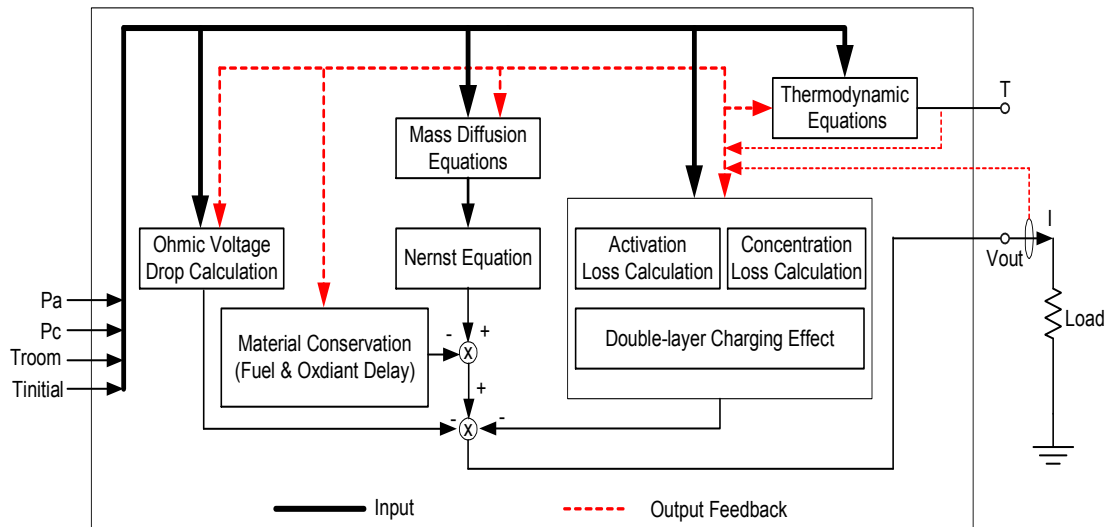 Thermodynamic
Equations
T
Mass Diffusion
Equations
Ohmic Voltage
Drop Calculation
Nernst Equation
Activation
Loss Calculation
Concentration
Loss Calculation
I
Vout
Pa
Pc
Troom
Tinitial
Material Conservation
(Fuel & Oxdiant Delay)
-
+
x
Double-layer Charging Effect
Load
+
-
x
-
Input
Output Feedback